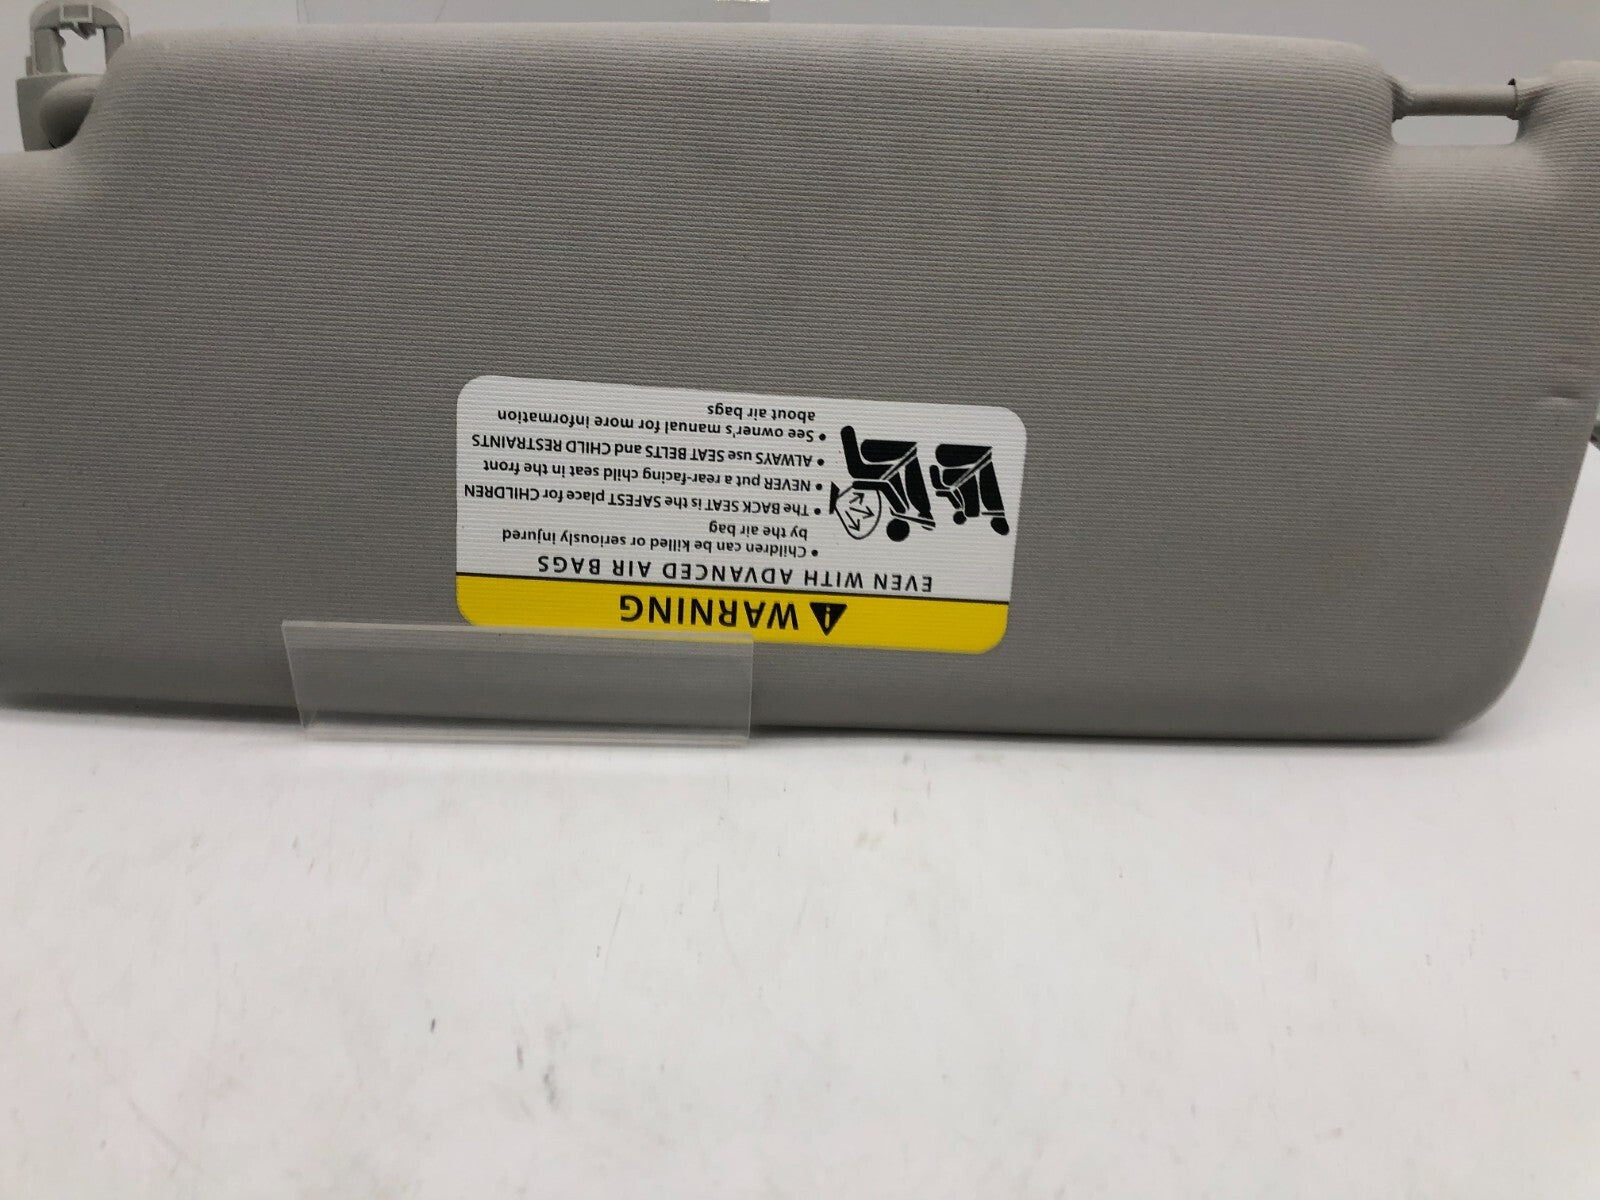 WARNING
EVEN WITH ADVANCED AIR BAGS
• Children can be killed or seriously injured
by the air bag
• The BACK SEAT is the SAFEST place for CHILDREN
• NEVER put a rear-facing child seat in the front
• ALWAYS use SEAT BELTS and CHILD RESTRAINTS
• See owner's manual for more information
about air bags